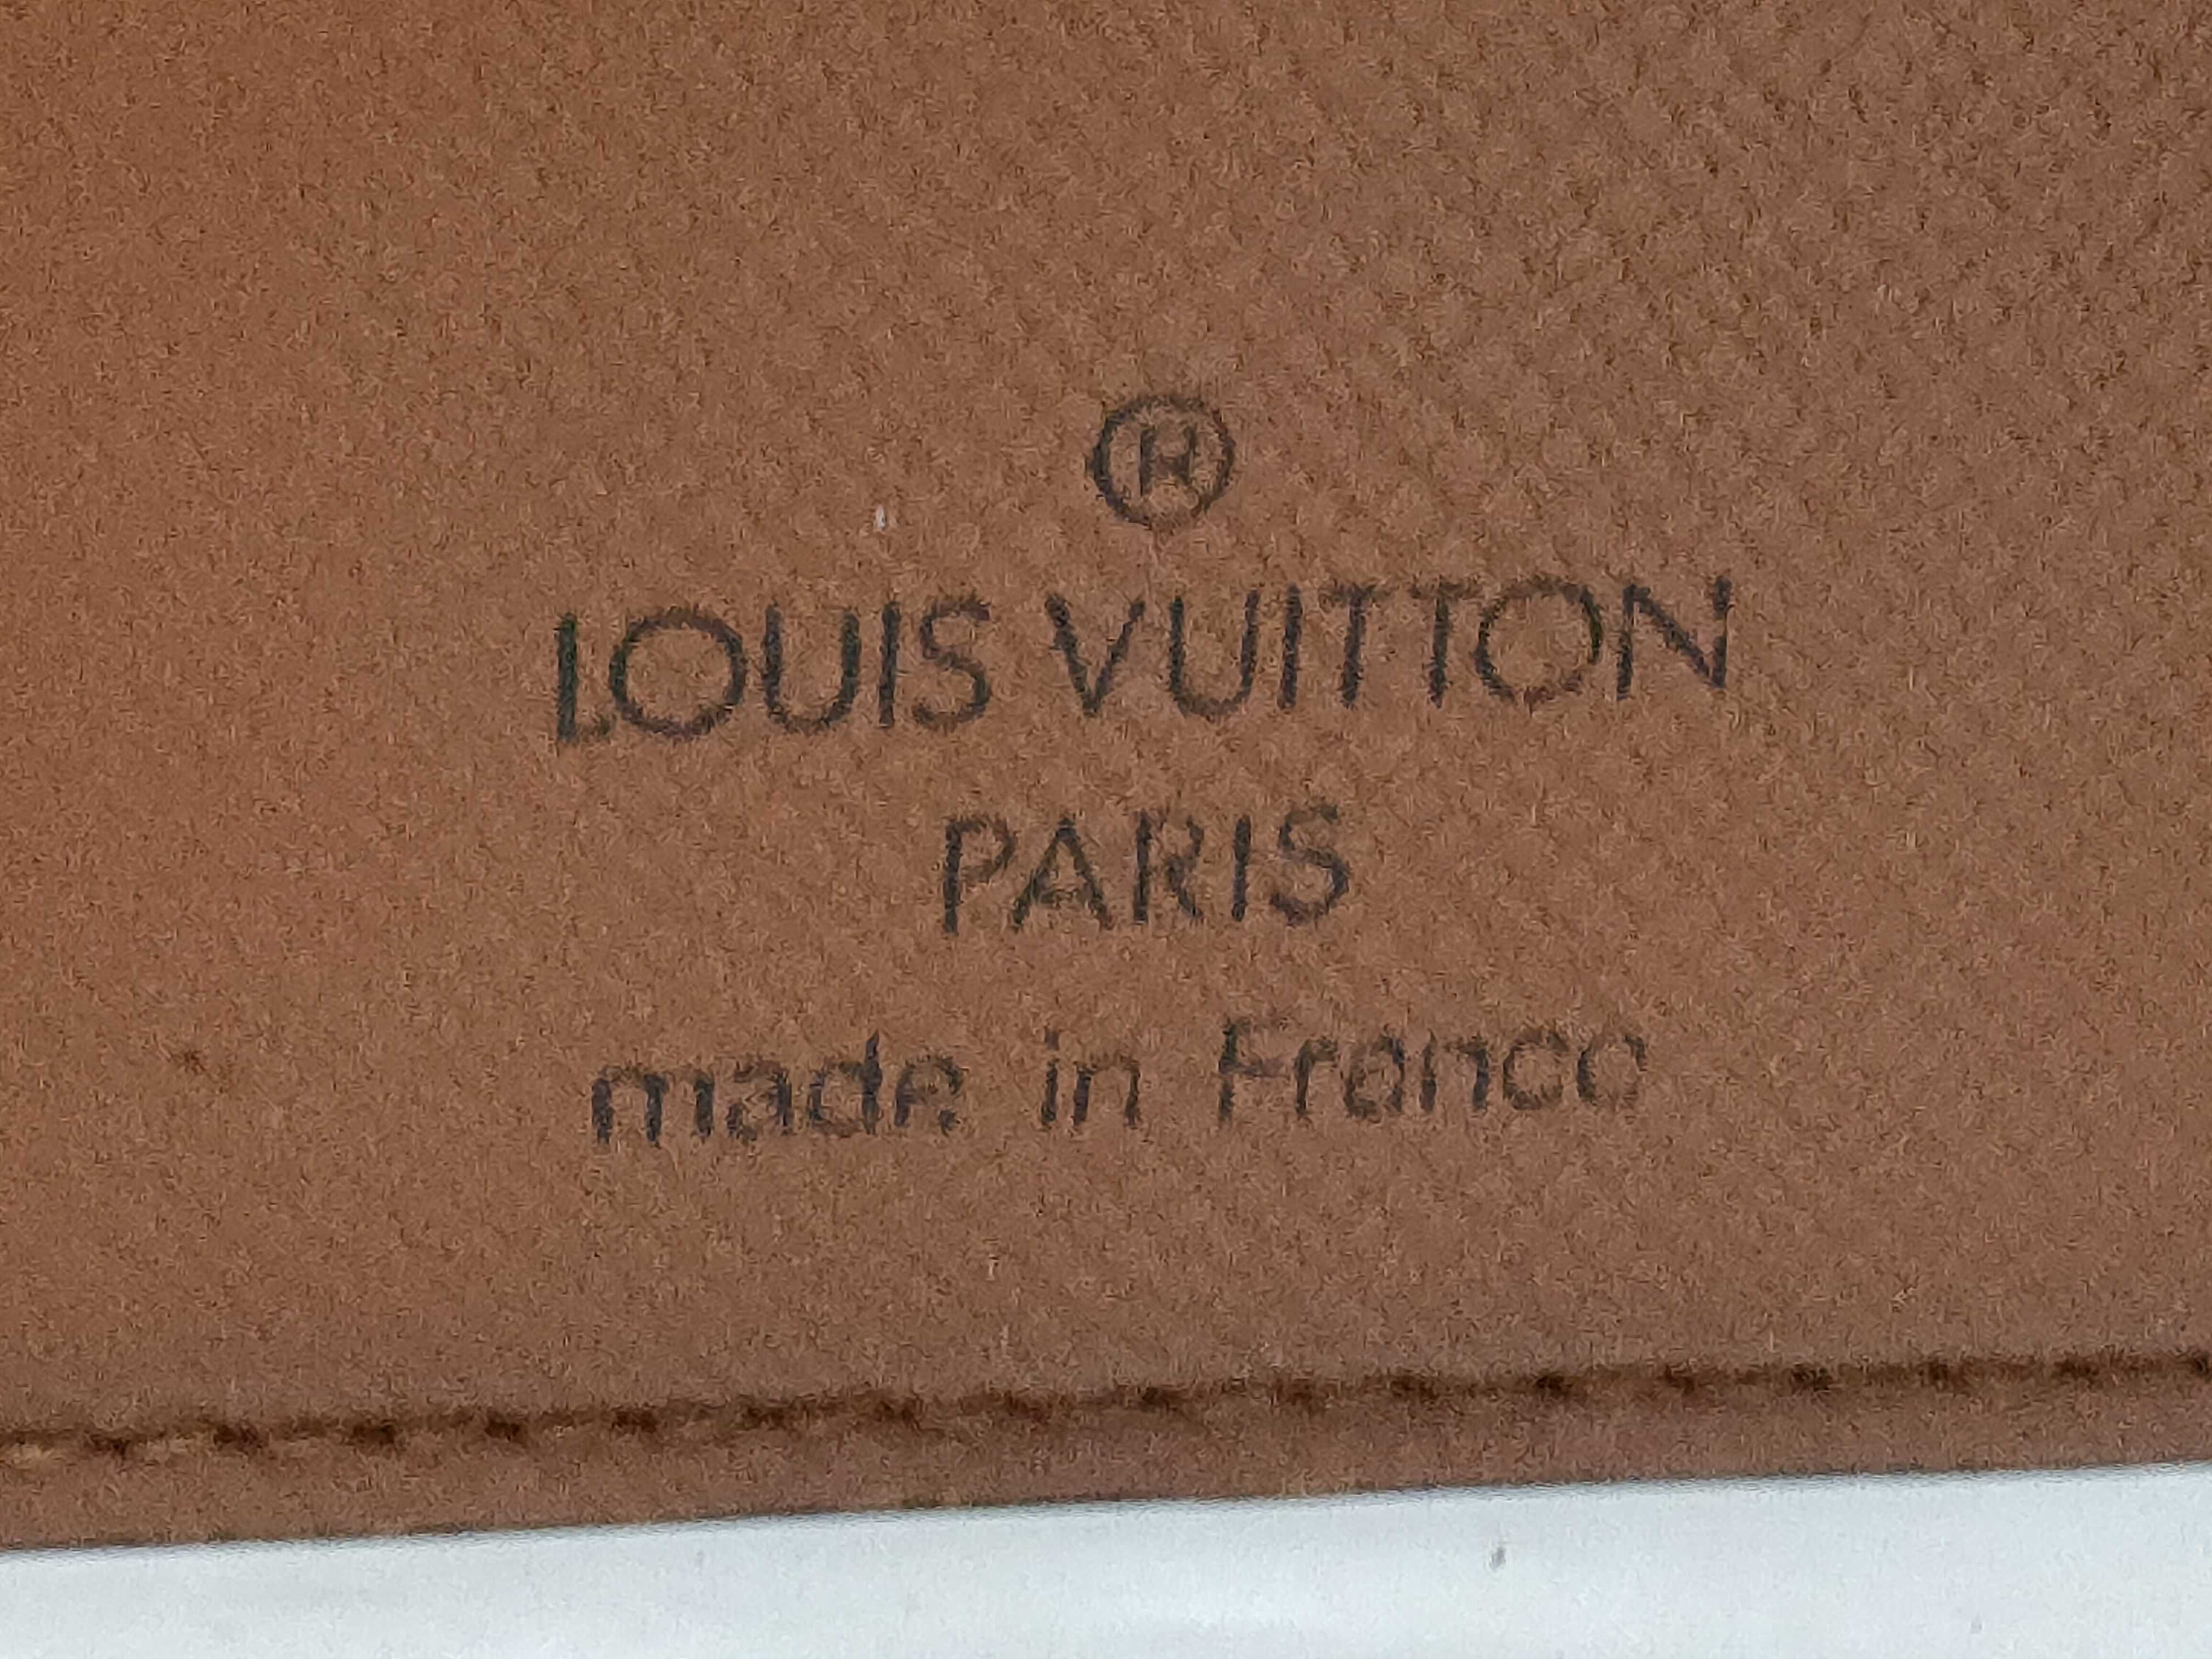 ®
LOUIS VUITTON
PARIS
made in France